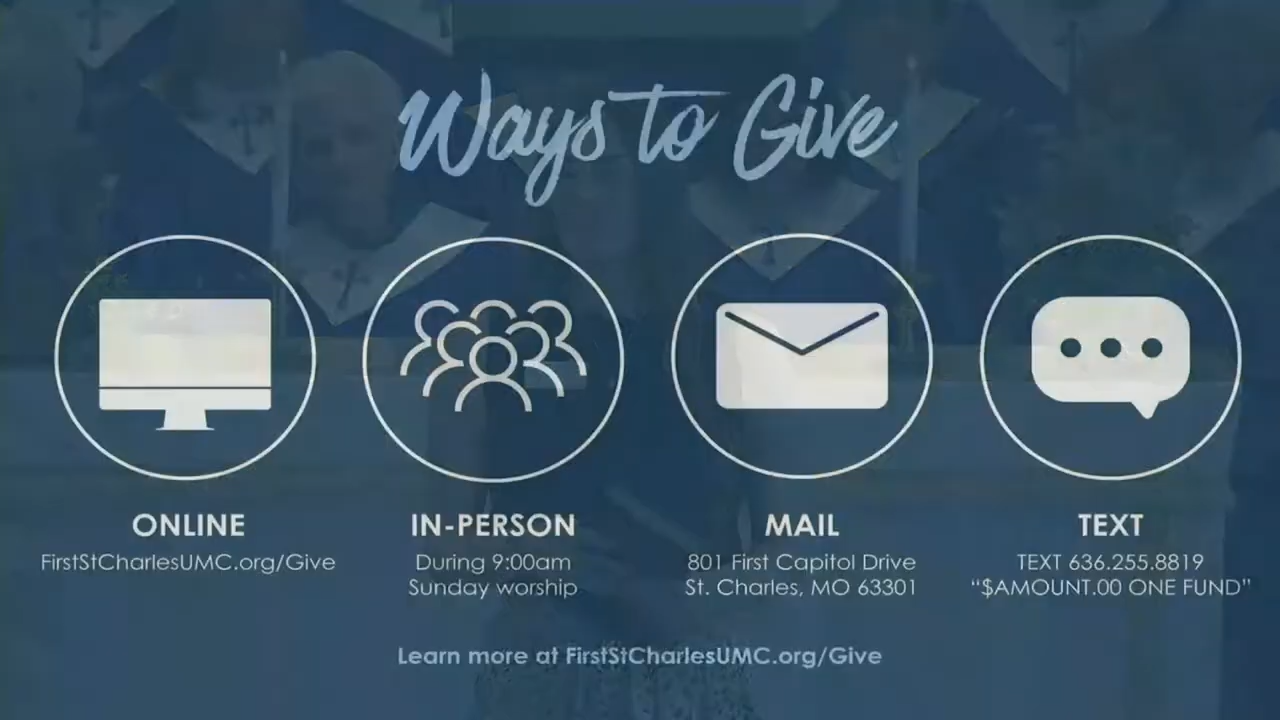 Ways to Give
ONLINE
FirstStCharlesUMC.org/Give
IN-PERSON
During 9:00am
Sunday worship
MAIL
801 First Capitol Drive
St. Charles, MO 63301
TEXT
TEXT 636.255.8819
“$AMOUNT.00 ONE FUND”
Learn more at FirstStCharlesUMC.org/Give